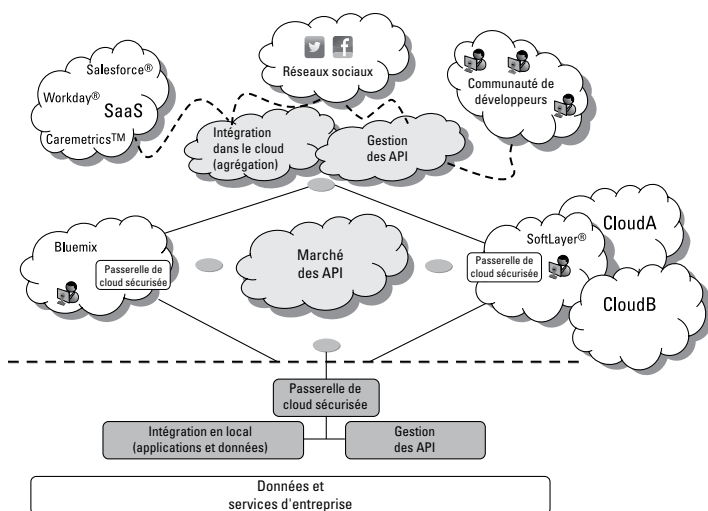 Salesforce®
Workday®
SaaS
Caremetrics™
Réseaux sociaux
Communauté de
développeurs
Intégration
dans le cloud
(agrégation)
Gestion
des API
Bluemix
Passerelle de
cloud sécurisée
Marché
des API
SoftLayer®
Passerelle de
cloud sécurisée
CloudA
CloudB
Passerelle de
cloud sécurisée
Intégration en local
(applications et données)
Gestion
des API
Données et
services d'entreprise